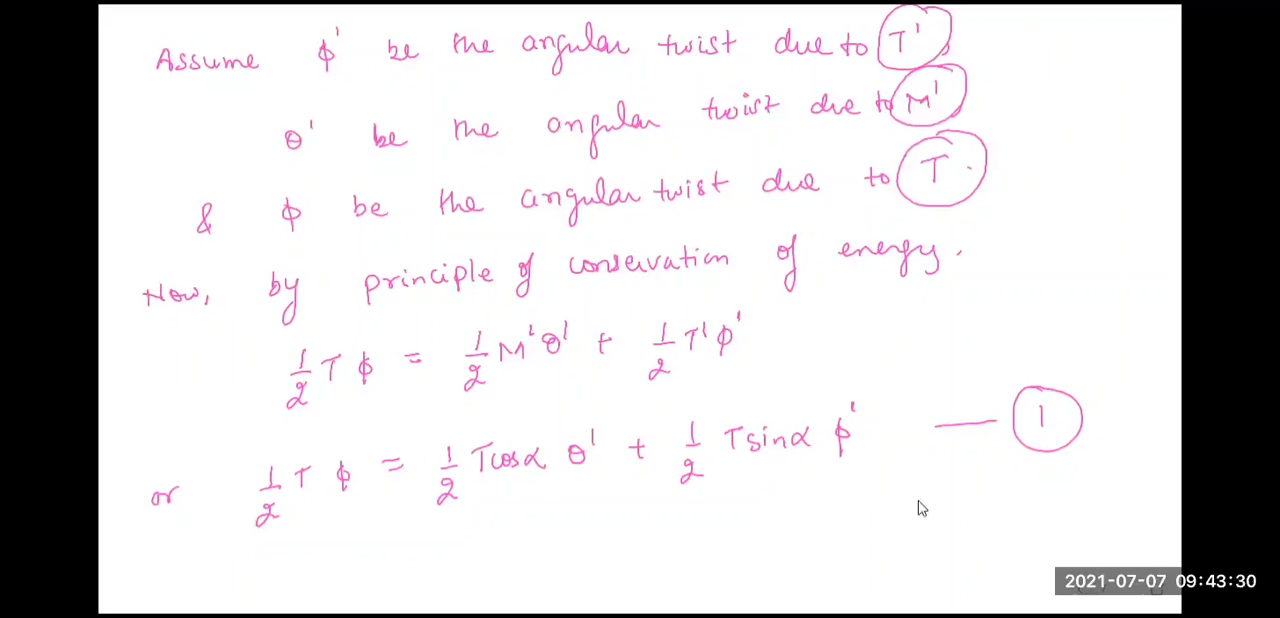 Assume ϕ' be the angular twist due to T'
θ' be the angular twist due to M'
& ϕ be the angular twist due to T.
Now, by principle of conservation of energy.
1/2 T ϕ = 1/2 M'θ' + 1/2 T'ϕ'
or 1/2 T ϕ = 1/2 Tcosα θ' + 1/2 Tsinα ϕ' — 1
2021-07-07 09:43:30